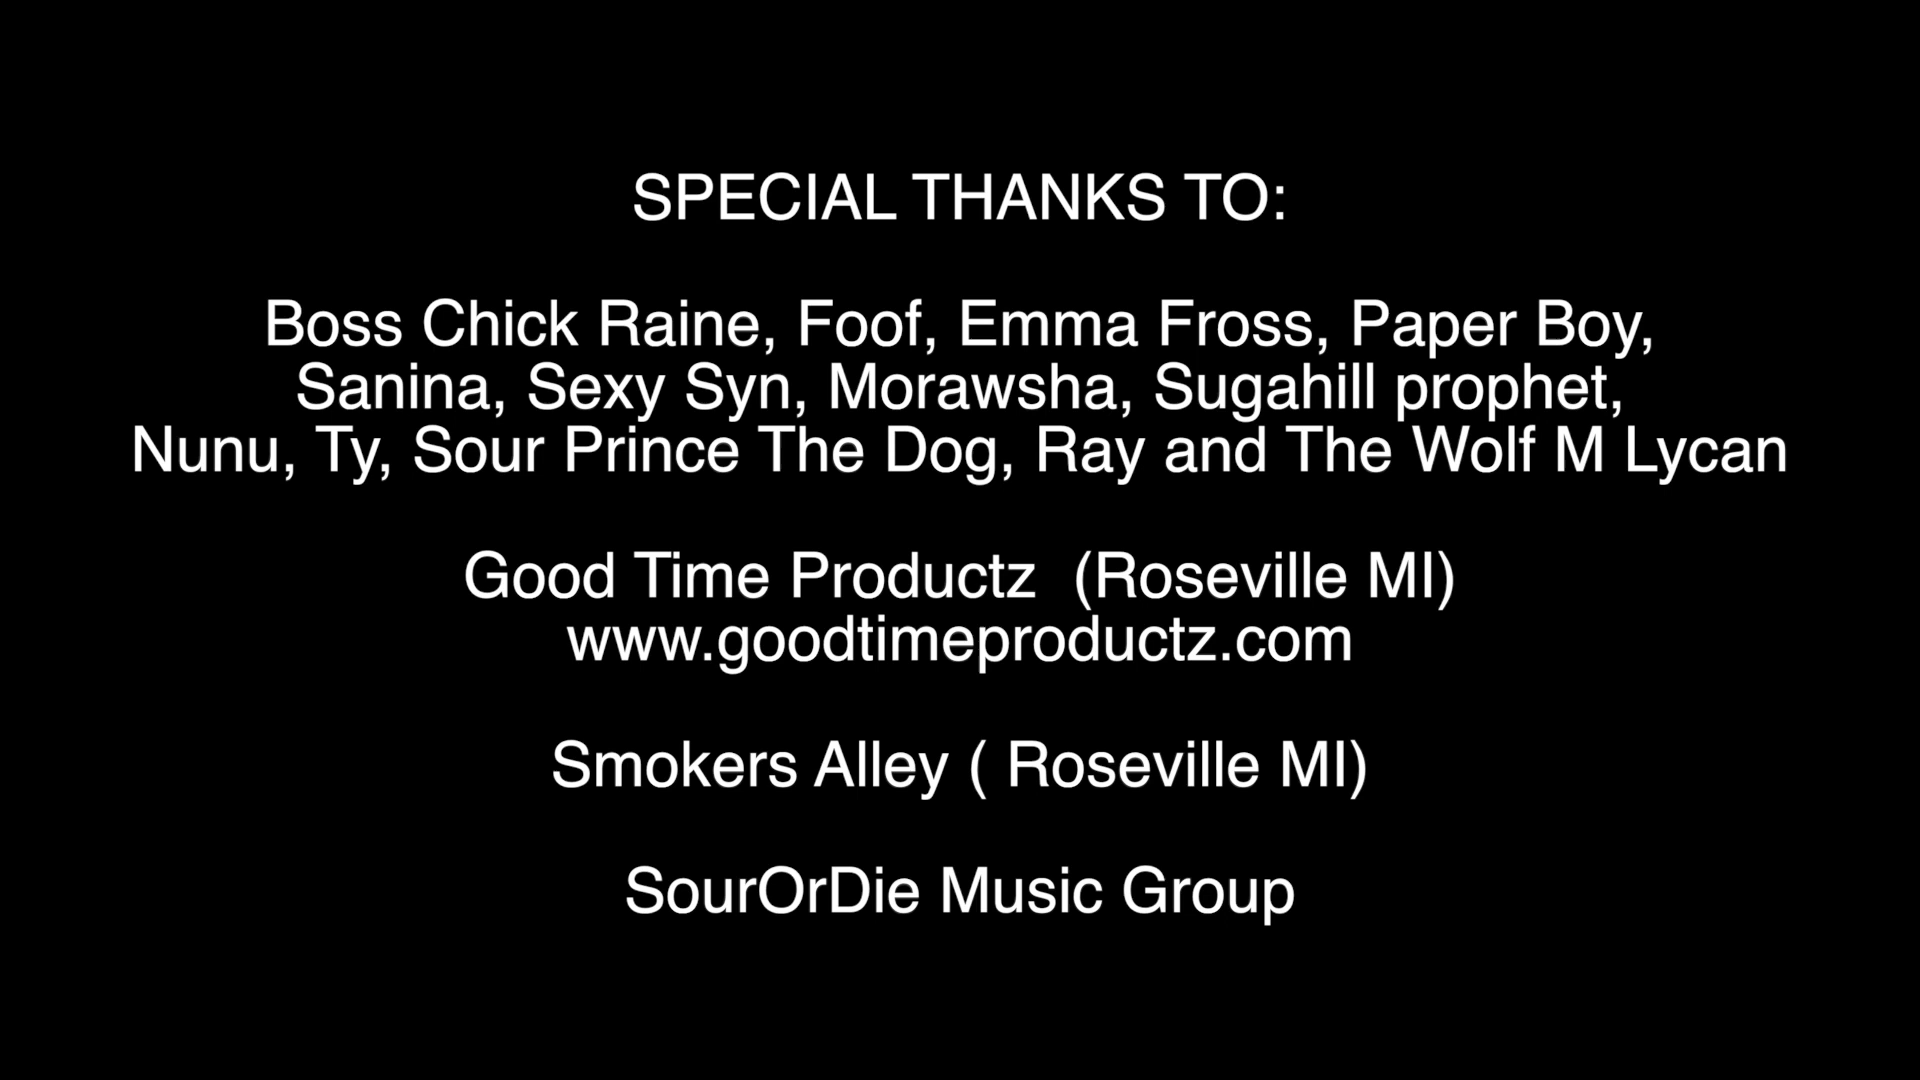 SPECIAL THANKS TO:
Boss Chick Raine, Foof, Emma Fross, Paper Boy,
Sanina, Sexy Syn, Morawsha, Sugahill prophet,
Nunu, Ty, Sour Prince The Dog, Ray and The Wolf M Lycan
Good Time Productz  (Roseville MI)
www.goodtimeproductz.com
Smokers Alley ( Roseville MI)
SourOrDie Music Group